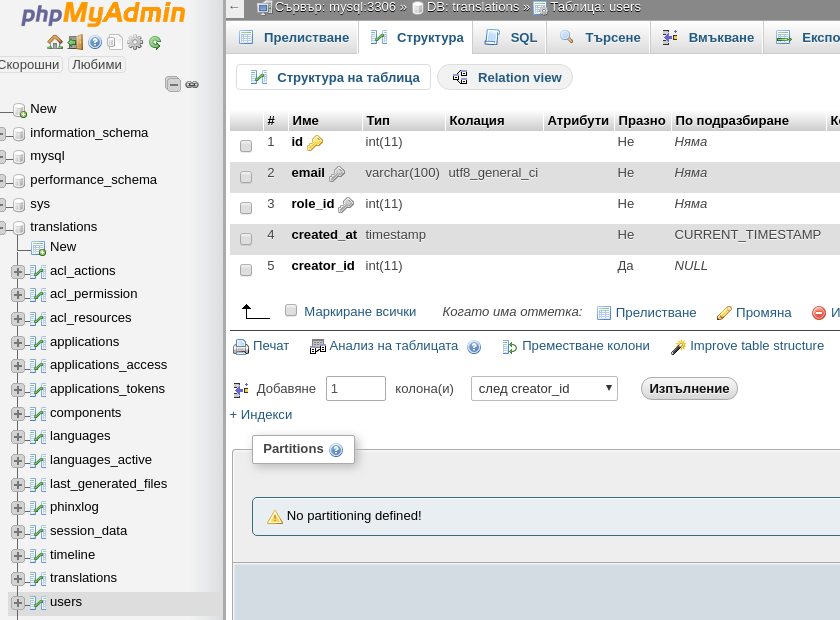 phpMyAdmin
Скорошни Любими
New
information_schema
mysql
performance_schema
sys
translations
New
acl_actions
acl_permission
acl_resources
applications
applications_access
applications_tokens
components
languages
languages_active
last_generated_files
phinxlog
session_data
timeline
translations
users
← Сървър: mysql:3306 » DB: translations » Таблица: users
Прелистване Структура SQL Търсене Вмъкване Експо
Структура на таблица Relation view
# Име Тип Колация Атрибути Празно По подразбиране К
1 id int(11) Не Няма
2 email varchar(100) utf8_general_ci Не Няма
3 role_id int(11) Не Няма
4 created_at timestamp Не CURRENT_TIMESTAMP
5 creator_id int(11) Да NULL
Маркиране всички Когато има отметка: Прелистване Промяна И
Печат Анализ на таблицата Преместване колони Improve table structure
Добавяне 1 колона(и) след creator_id Изпълнение
+ Индекси
Partitions
No partitioning defined!